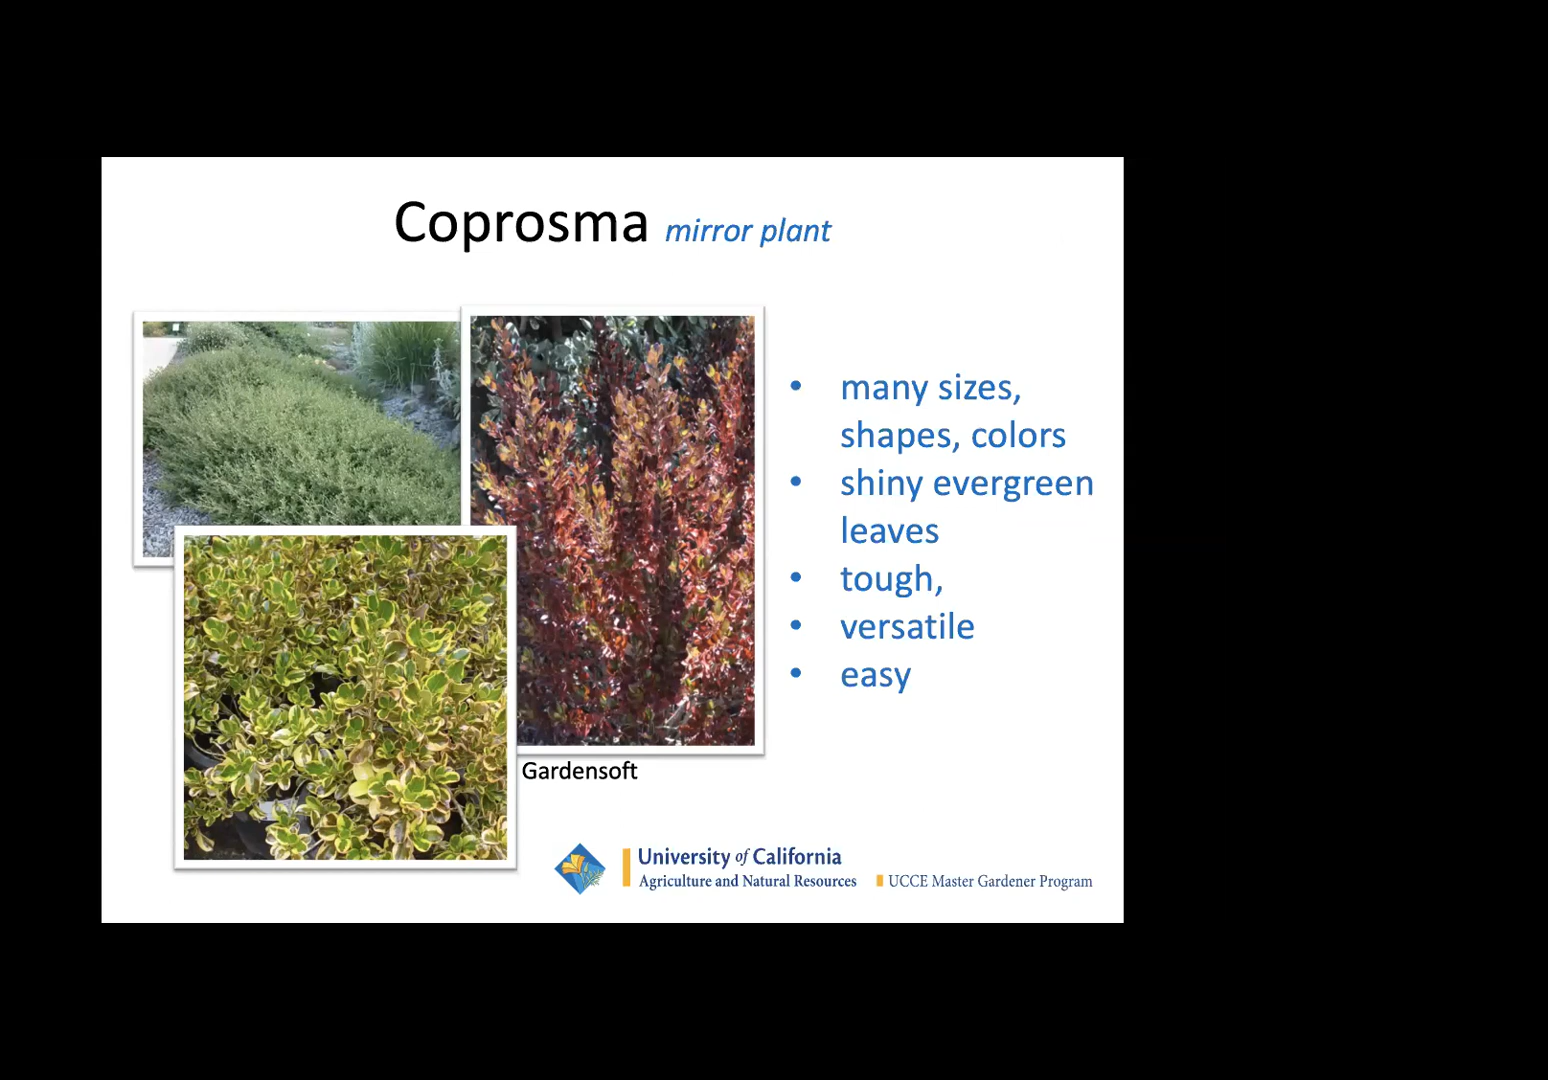 Coprosma mirror plant
• many sizes,
shapes, colors
• shiny evergreen
leaves
• tough,
• versatile
• easy
Gardensoft
University of California
Agriculture and Natural Resources
UCCE Master Gardener Program